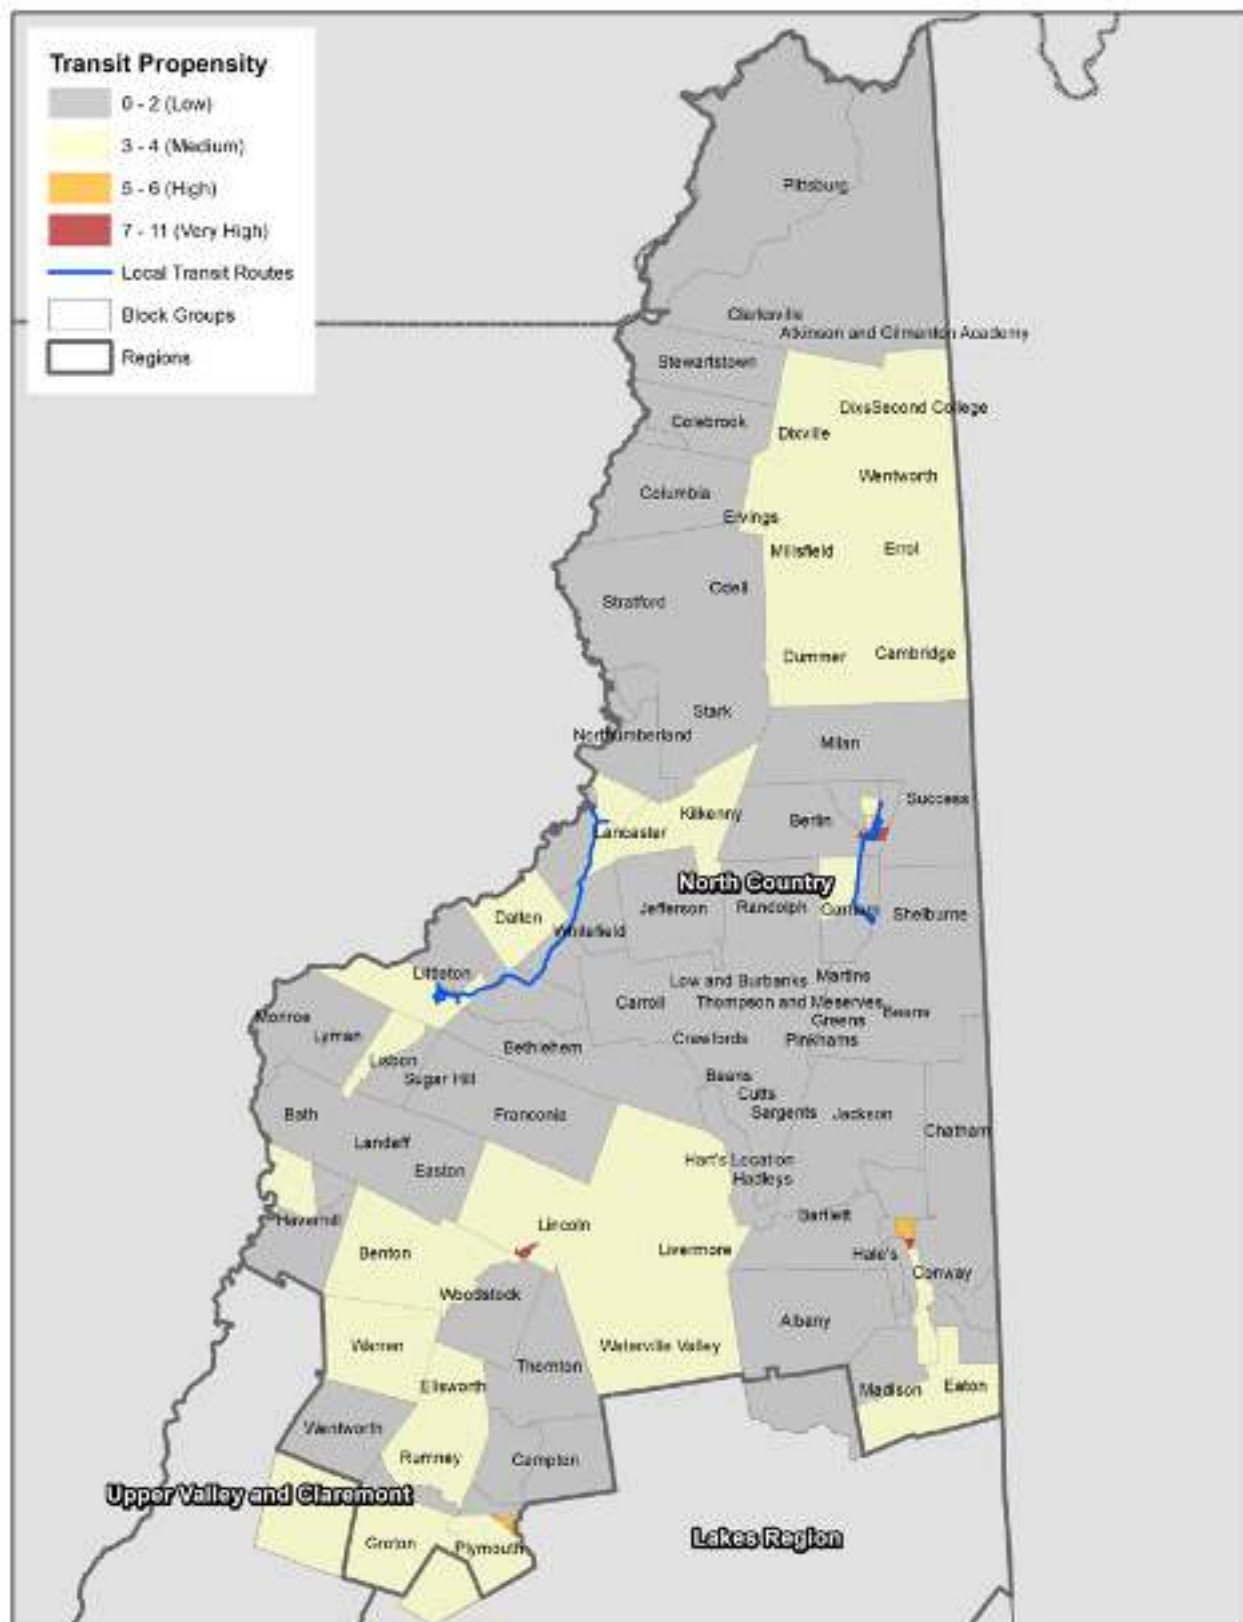 Transit Propensity
0 - 2 (Low)
3 - 4 (Medium)
5 - 6 (High)
7 - 11 (Very High)
Local Transit Routes
Block Groups
Regions
Pittsburg
Clarksville
Atkinson and Gilmanton Academy
Stewartstown
DixsSecond College
Colebrook
Dixville
Wentworth
Columbia
Ervings
Millsfield
Errol
Odell
Stratford
Dummer
Cambridge
Stark
Northumberland
Milan
Success
Kilkenny
Berlin
Lancaster
North Country
Dalton
Jefferson
Randolph
Gorham
Shelburne
Whitefield
Littleton
Low and Burbanks
Martins
Carroll
Thompson and Meserves
Beans
Monroe
Greens
Lyman
Crawfords
Pinkhams
Bethlehem
Lisbon
Sugar Hill
Beans
Cutts
Bath
Franconia
Sargents
Jackson
Chatham
Landaff
Easton
Hart's Location
Hadleys
Haverhill
Lincoln
Bartlett
Benton
Livermore
Hale's
Conway
Woodstock
Albany
Warren
Waterville Valley
Thornton
Ellsworth
Madison
Eaton
Wentworth
Rumney
Campton
Upper Valley and Claremont
Lakes Region
Groton
Plymouth